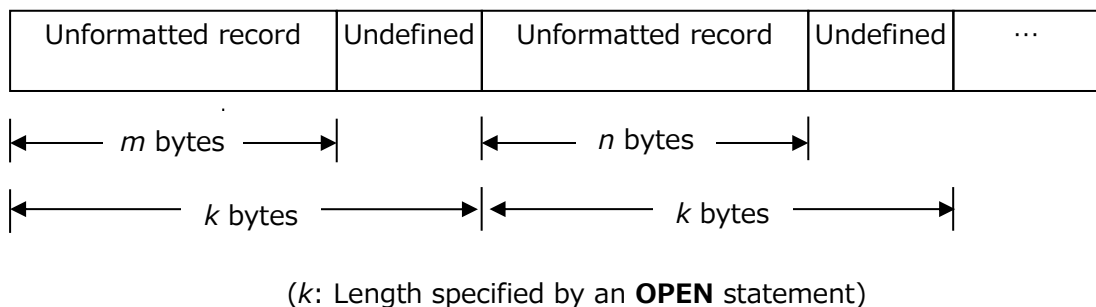 Unformatted record Undefined Unformatted record Undefined …
m bytes n bytes
k bytes k bytes
(k: Length specified by an OPEN statement)